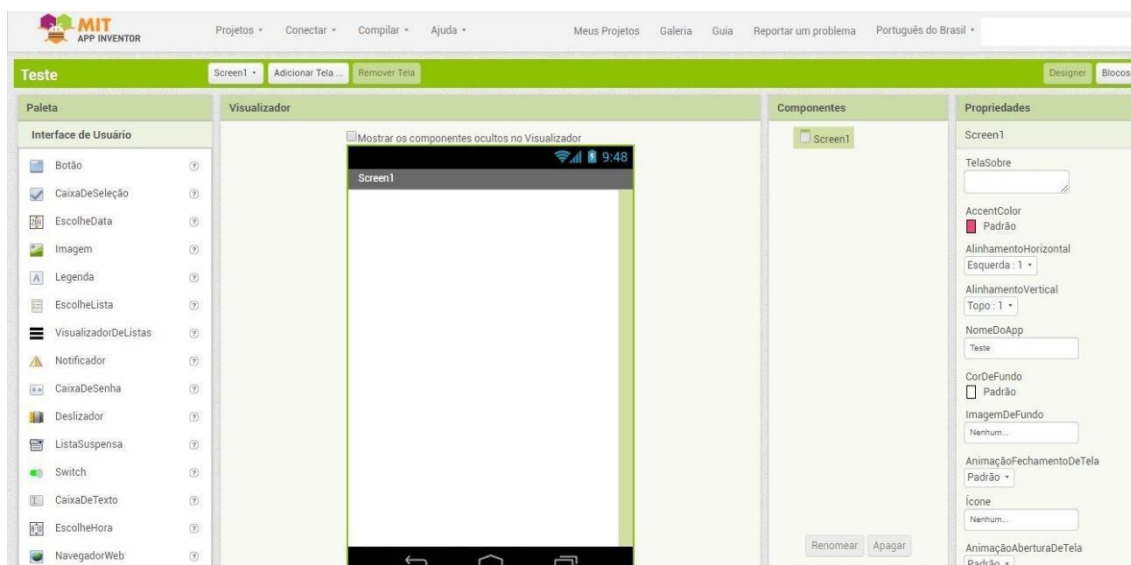 MIT
APP INVENTOR
Projetos Conectar Compilar Ajuda Meus Projetos Galeria Guia Reportar um problema Português do Brasil
Teste Screen1 Adicionar Tela ... Remover Tela Designer Blocos
Paleta
Interface de Usuário
Botão
CaixaDeSeleção
EscolheData
Imagem
Legenda
EscolheLista
VisualizadorDeListas
Notificador
CaixaDeSenha
Deslizador
ListaSuspensa
Switch
CaixaDeTexto
EscolheHora
NavegadorWeb
Visualizador
Mostrar os componentes ocultos no Visualizador
9:48
Screen1
Componentes
Screen1
Renomear Apagar
Propriedades
Screen1
TelaSobre
AccentColor
Padrão
AlinhamentoHorizontal
Esquerda : 1
AlinhamentoVertical
Topo : 1
NomeDoApp
Teste
CorDeFundo
Padrão
ImagemDeFundo
Nenhum...
AnimaçãoFechamentoDeTela
Padrão
Ícone
Nenhum...
AnimaçãoAberturaDeTela
Padrão